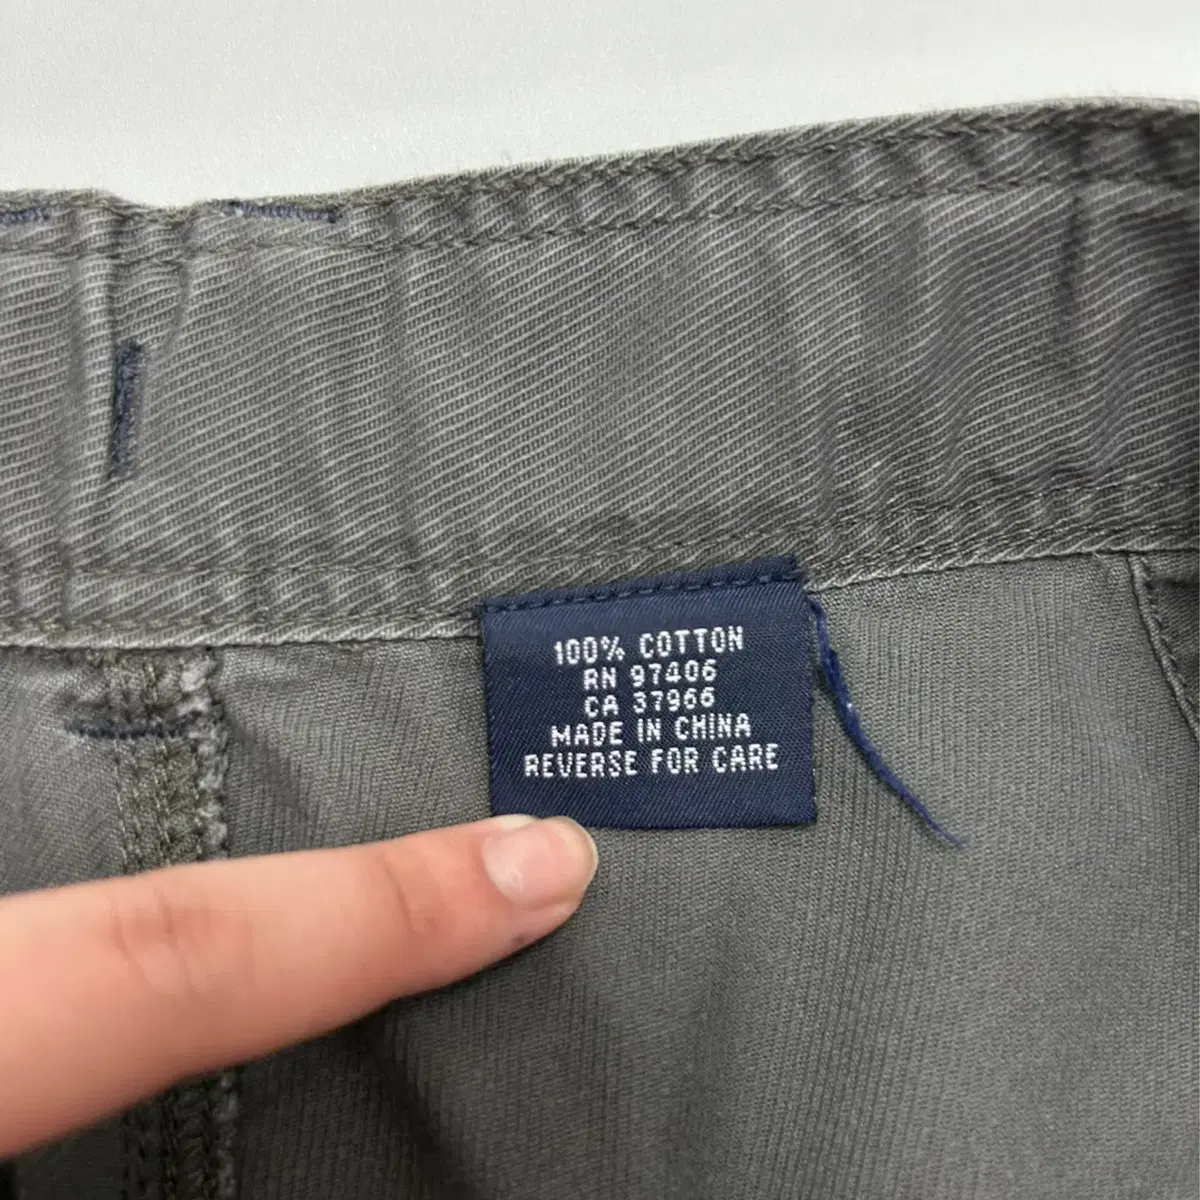 100% COTTON
RN 97406
CA 37966
MADE IN CHINA
REVERSE FOR CARE